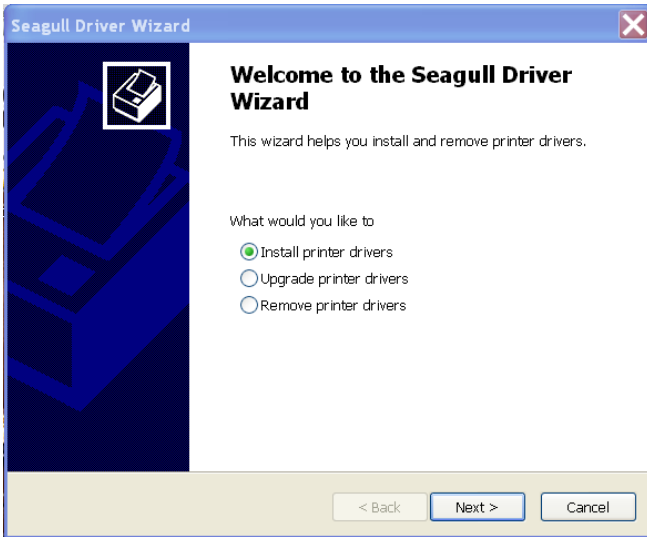 Seagull Driver Wizard
Welcome to the Seagull Driver
Wizard
This wizard helps you install and remove printer drivers.
What would you like to
Install printer drivers
Upgrade printer drivers
Remove printer drivers
< Back Next > Cancel